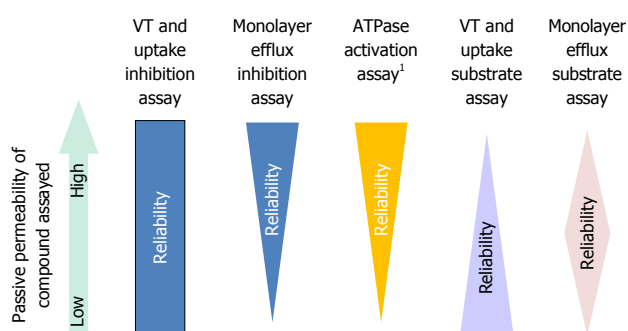 VT and
uptake
inhibition
assay
Monolayer
efflux
inhibition
assay
ATPase
activation
assay¹
VT and
uptake
substrate
assay
Monolayer
efflux
substrate
assay
Passive permeability of
compound assayed
High
Low
Reliability
Reliability
Reliability
Reliability
Reliability